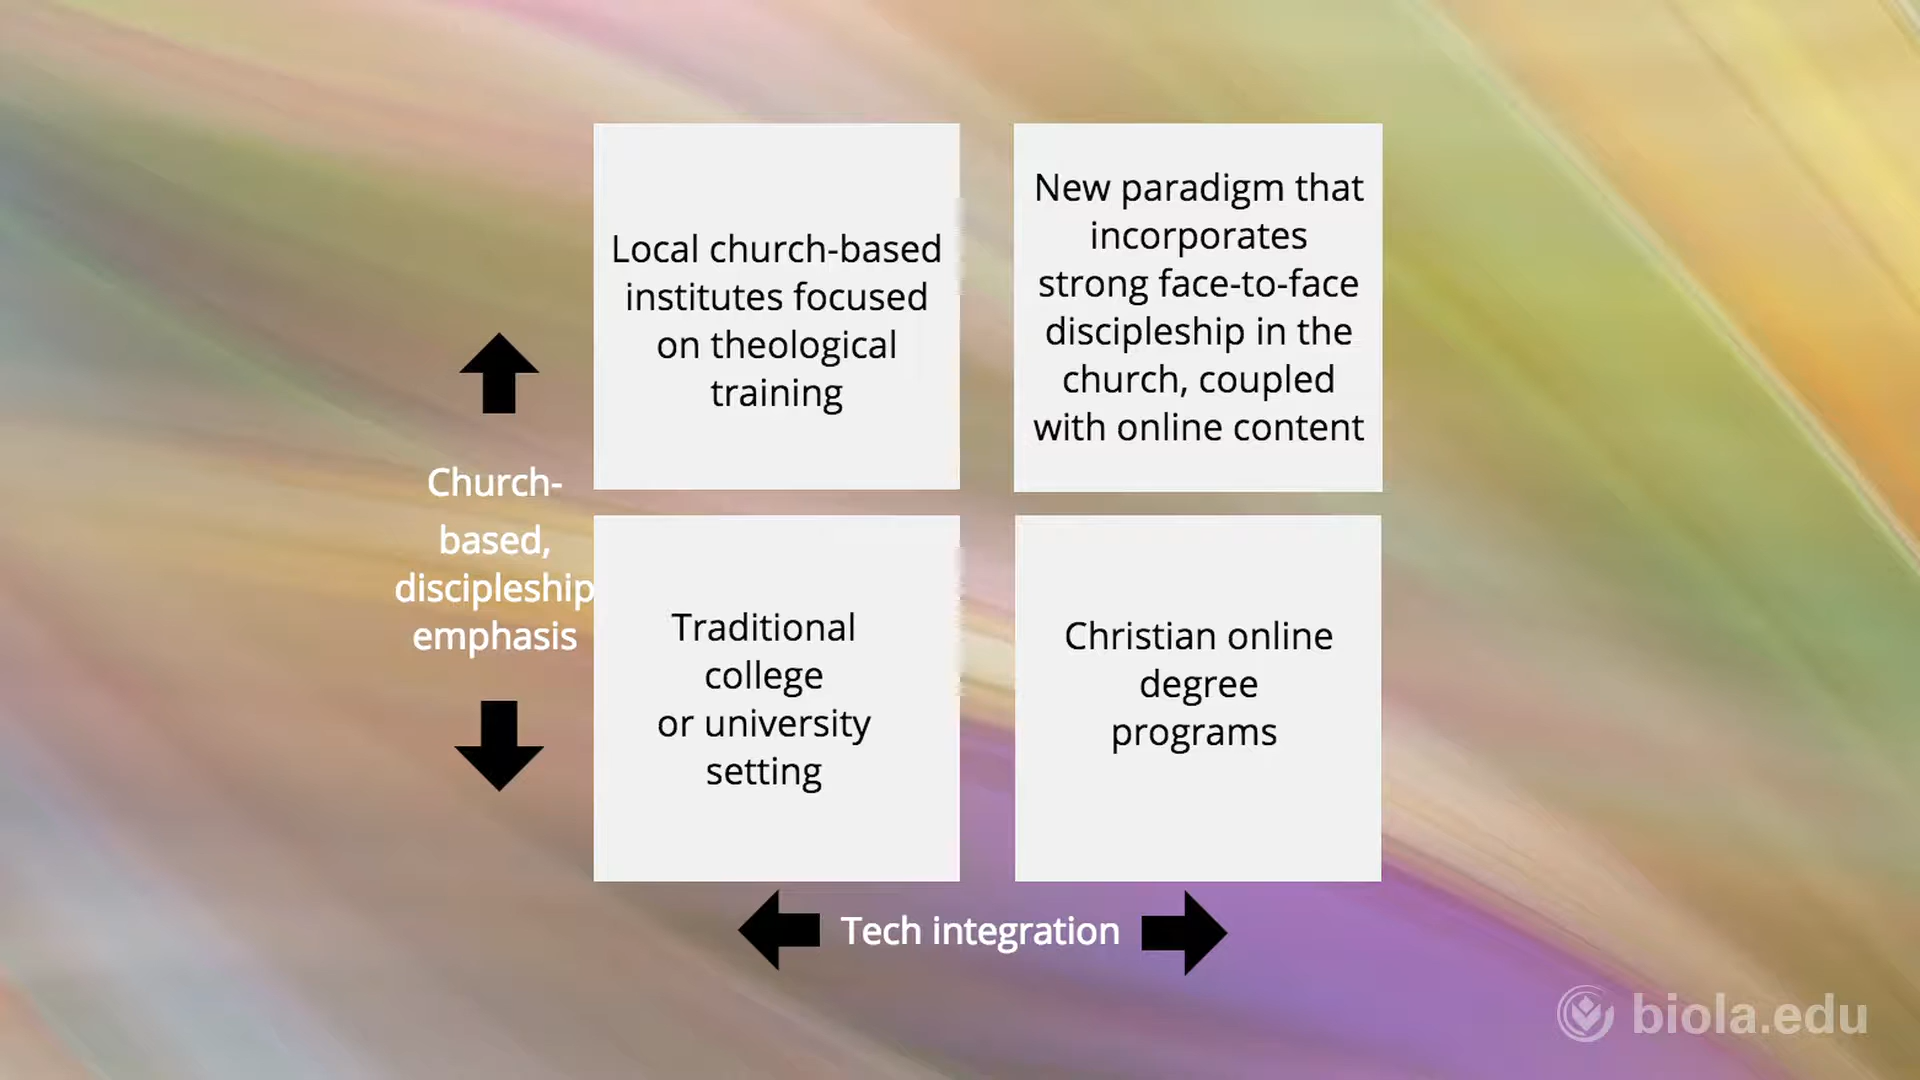 Local church-based
institutes focused
on theological
training
New paradigm that
incorporates
strong face-to-face
discipleship in the
church, coupled
with online content
Church-
based,
discipleship
emphasis
Traditional
college
or university
setting
Christian online
degree
programs
Tech integration
biola.edu